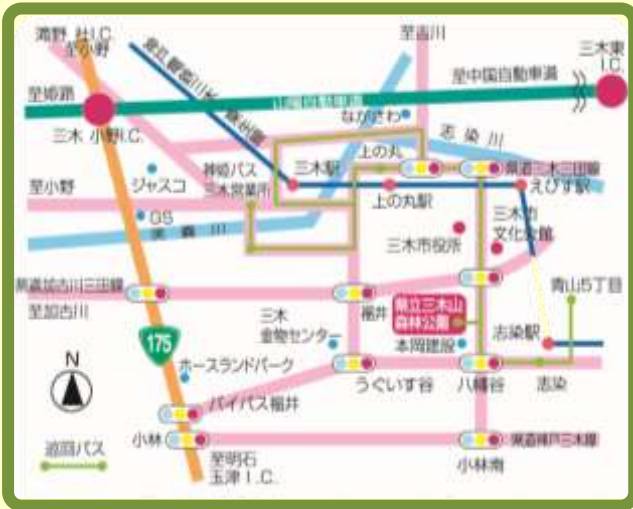 滝野 社I.C.
至小野
至吉川
三木東
I.C.
至中国自動車道
至姫路
山陽自動車道
三木 小野I.C.
ながさわ
志染川
上の丸
三木駅
神姫バス
三木営業所
ジャスコ
県道三木三田線
えびす駅
上の丸駅
至小野
GS
美嚢川
三木市
文化会館
三木市役所
青山5丁目
県道加古川三田線
至加古川
福井
県立三木山
森林公園
三木
金物センター
本岡建設
志染駅
175
N
ホースランドパーク
うぐいす谷
八幡谷
志染
バイパス福井
巡回バス
小林
県道神戸三木線
小林南
至明石
玉津I.C.